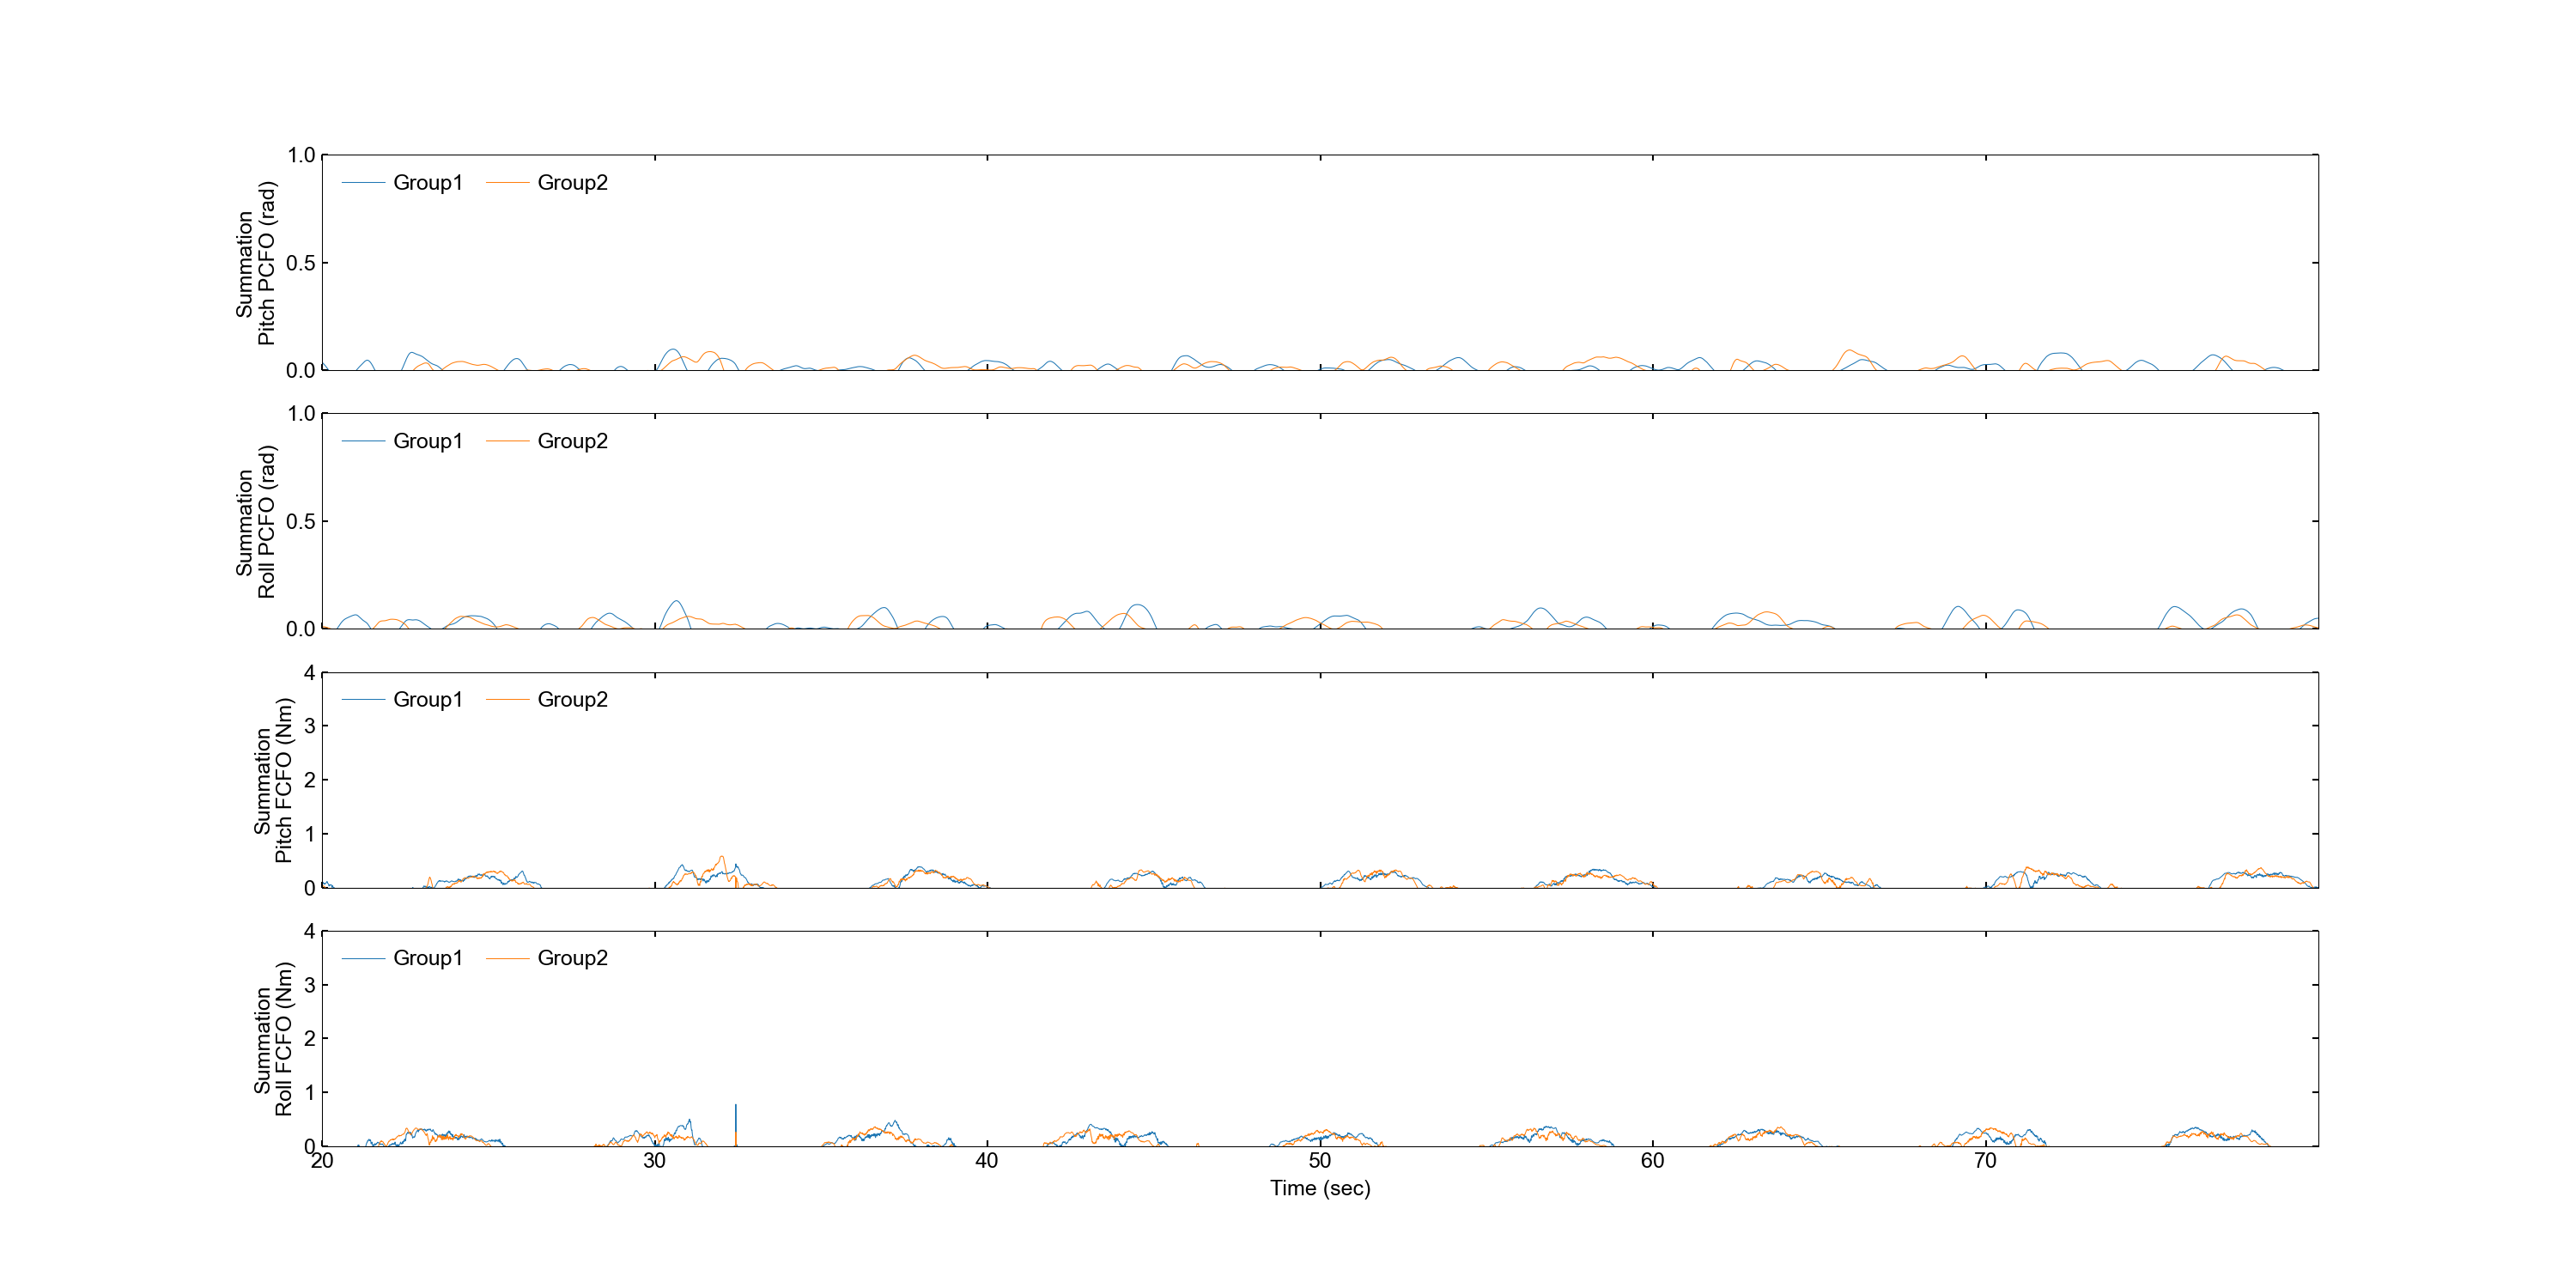 Summation
Pitch PCFO (rad)
1.0
0.5
0.0
Group1 Group2
Summation
Roll PCFO (rad)
1.0
0.5
0.0
Group1 Group2
Summation
Pitch FCFO (Nm)
4
3
2
1
0
Group1 Group2
Summation
Roll FCFO (Nm)
4
3
2
1
0
Group1 Group2
20 30 40 50 60 70
Time (sec)